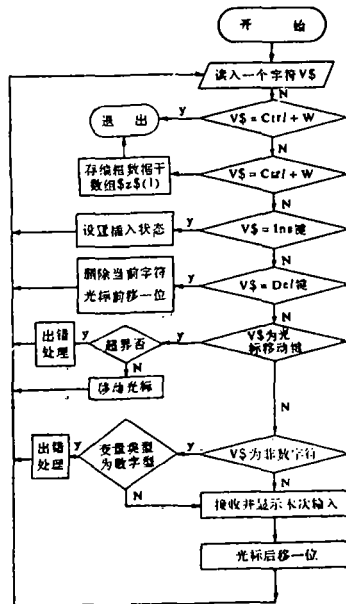 开 始
读入一个字符V$
N
退 出
y
V$=Ctrl+W
N
存编辑数据于
数组$z$(I)
y
V$=Ctrl+W
N
设置插入状态
y
V$=Ins键
N
删除当前字符
光标前移一位
y
V$=Del键
N
出错
处理
y
超界否
y
V$为光
标移动键
N
移动光标
N
出错
处理
y
变量类型
为数字型
y
V$为非数字符
N
N
接收并显示本次输入
光标后移一位